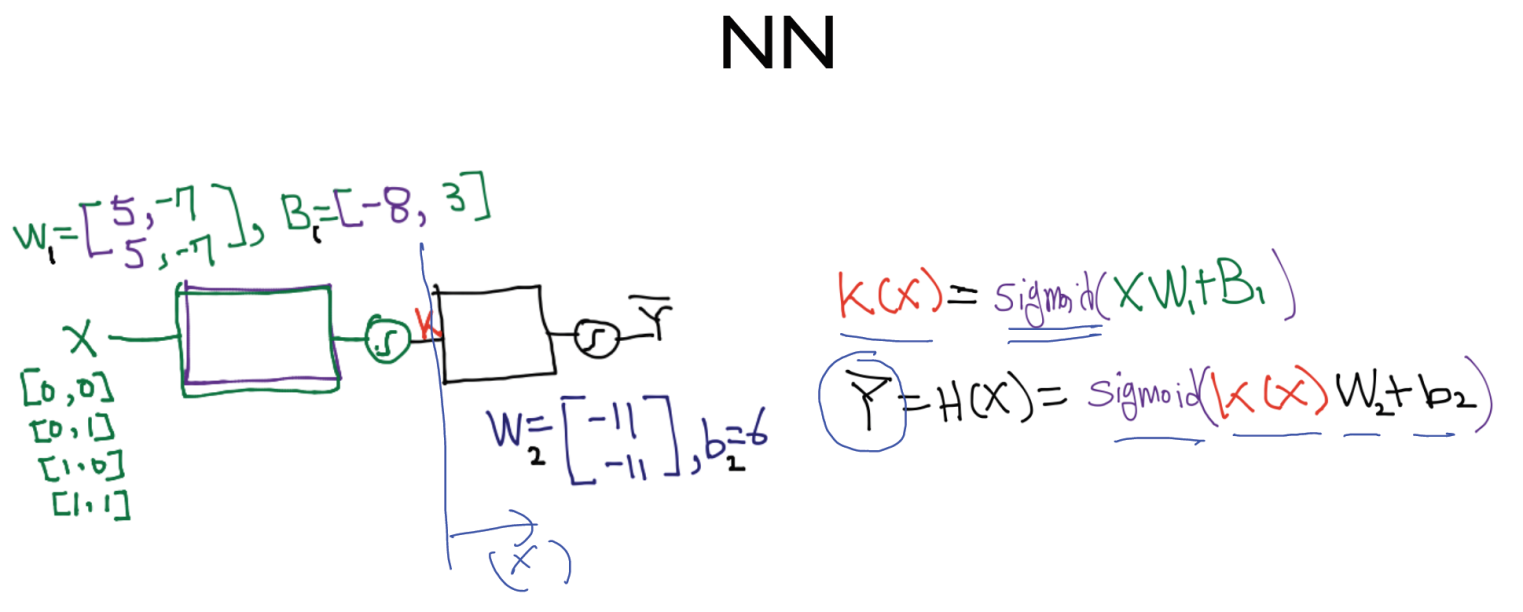 NN
W₁=[5,-7
5,-7], B₁=[-8, 3]
K(X)= sigmoid(XW₁+B₁)
X S K S Y̅
[0,0]
[0,1]
[1,0]
[1,1]
Y̅=H(X)= sigmoid(K(X)W₂+b₂)
W₂=[-11
-11], b₂=6
(X)